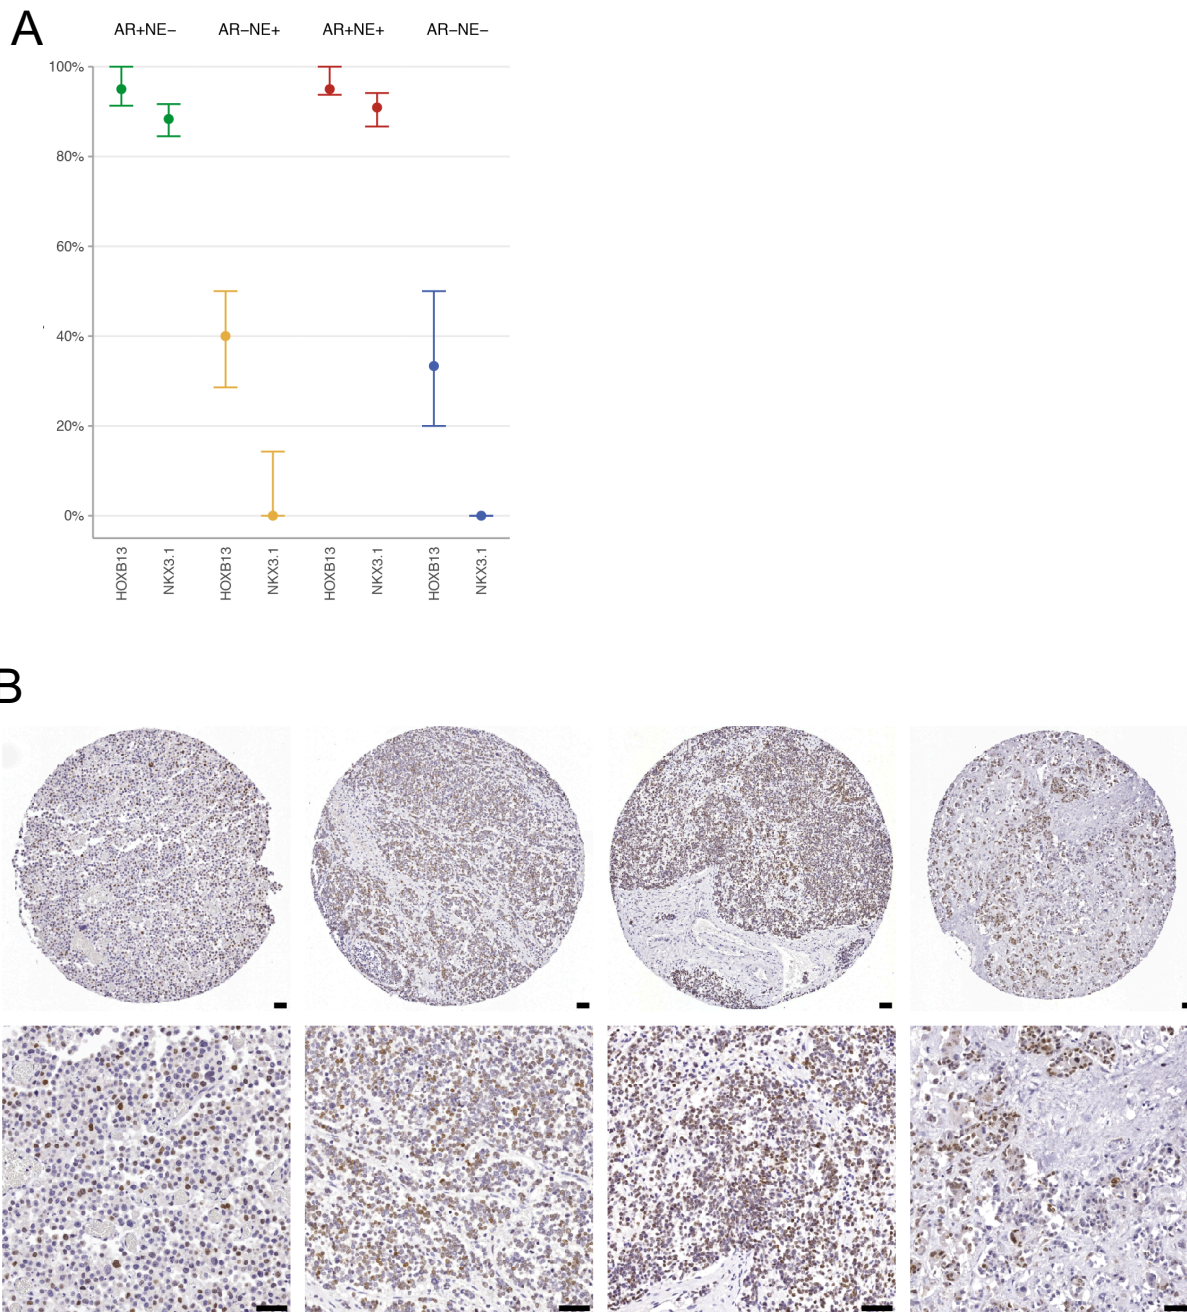 A
AR+NE− AR−NE+ AR+NE+ AR−NE−
100%
80%
60%
40%
20%
0%
HOXB13 NKX3.1 HOXB13 NKX3.1 HOXB13 NKX3.1 HOXB13 NKX3.1
B